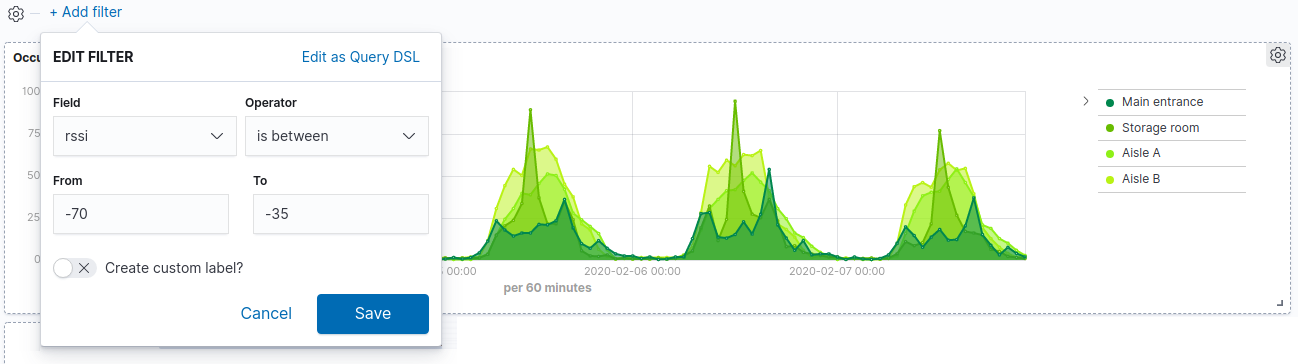 + Add filter
EDIT FILTER
Edit as Query DSL
Field
Operator
rssi
is between
From
To
-70
-35
Create custom label?
Cancel
Save
Occu
100
75
50
25
0
00:00
2020-02-06 00:00
2020-02-07 00:00
per 60 minutes
Main entrance
Storage room
Aisle A
Aisle B